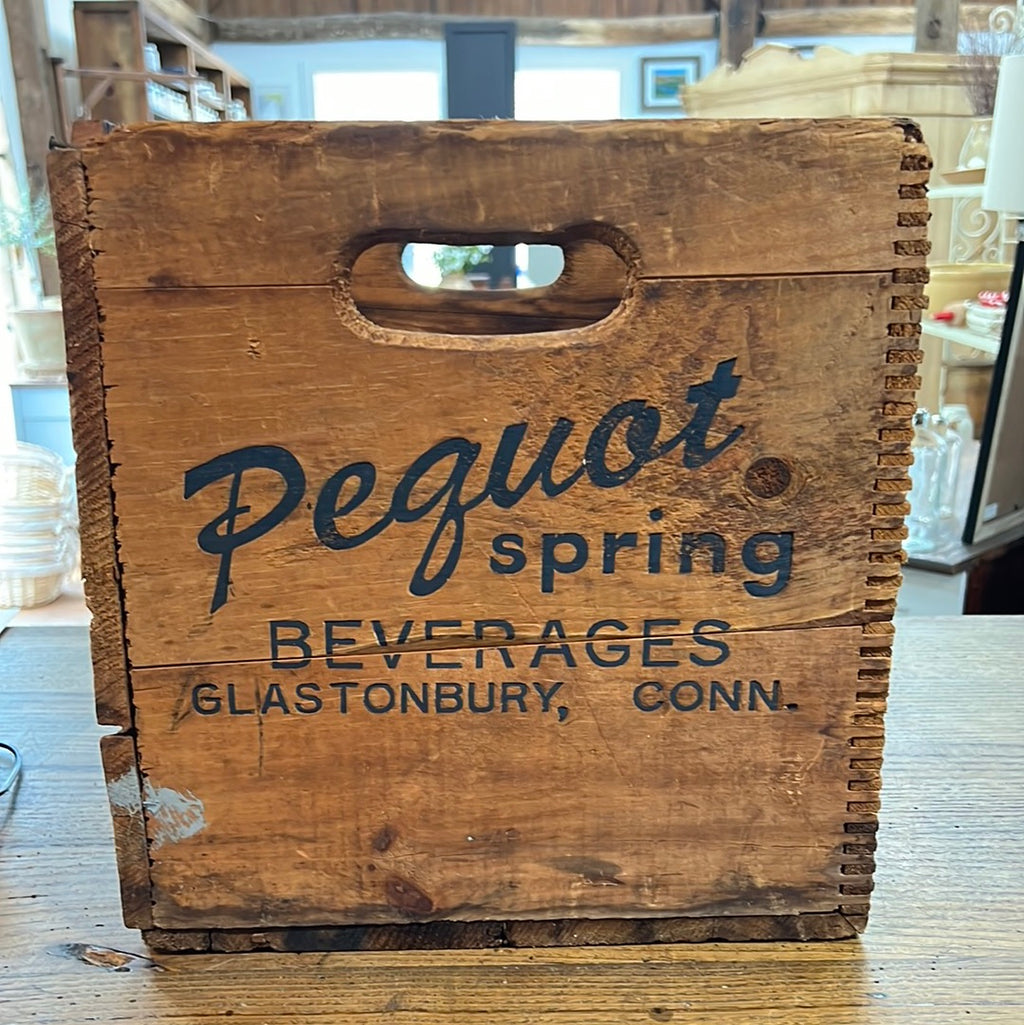 Pequot
spring
BEVERAGES
GLASTONBURY, CONN.